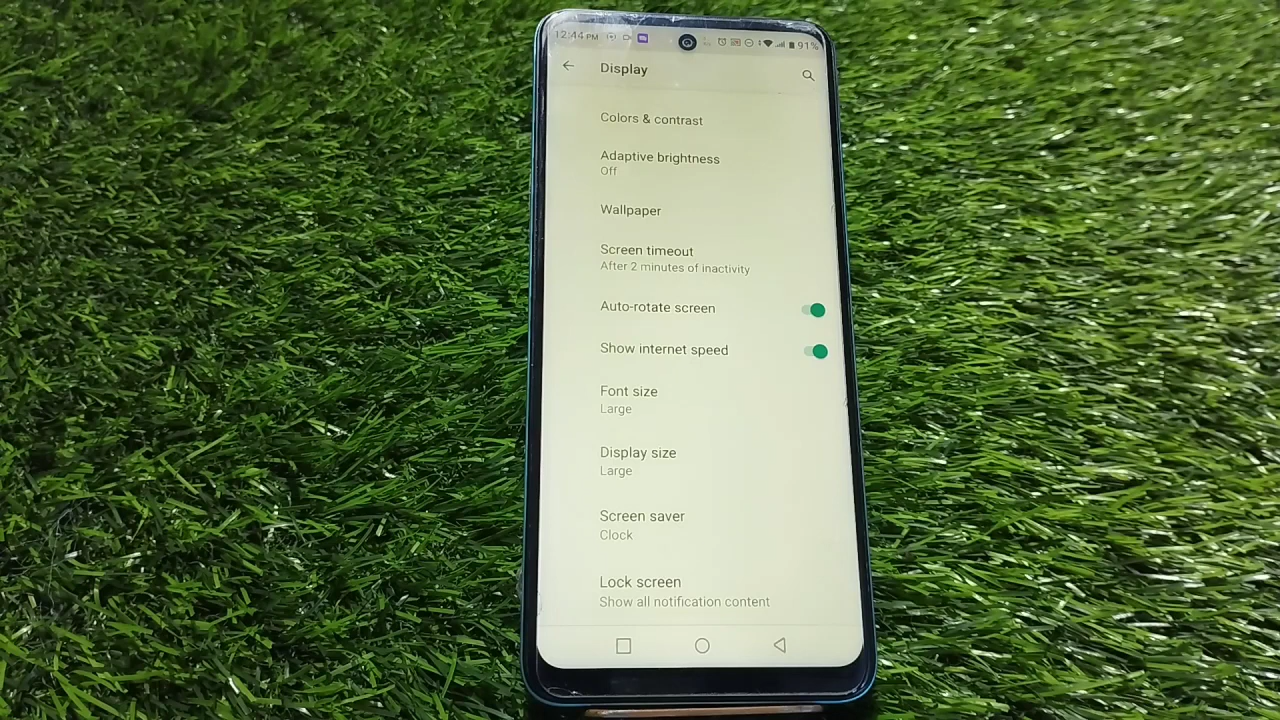 12:44 PM 91%
Display
Colors & contrast
Adaptive brightness
Off
Wallpaper
Screen timeout
After 2 minutes of inactivity
Auto-rotate screen
Show internet speed
Font size
Large
Display size
Large
Screen saver
Clock
Lock screen
Show all notification content